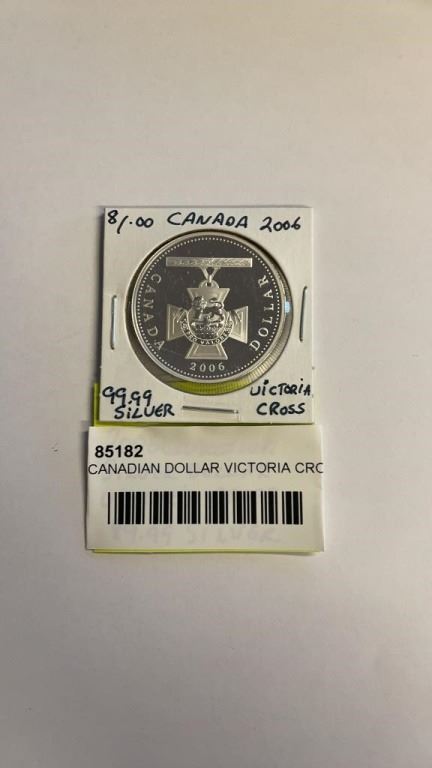 $1.00 CANADA 2006
CANADA
DOLLAR
2006
99.99
SILVER
VICTORIA
CROSS
85182
CANADIAN DOLLAR VICTORIA CRO